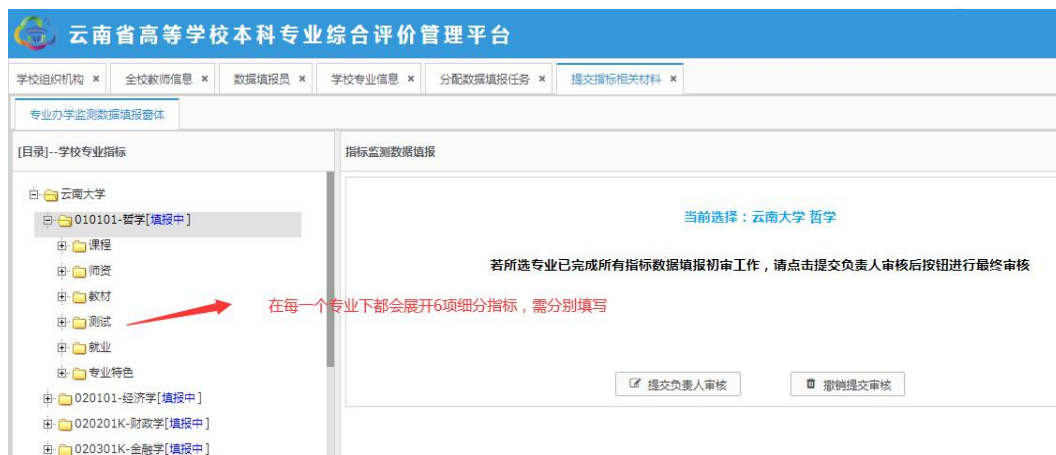 云南省高等学校本科专业综合评价管理平台
学校组织机构 × 全校教师信息 × 数据填报员 × 学校专业信息 × 分配数据填报任务 × 提交指标相关材料 ×
专业办学监测数据填报窗体
[目录]--学校专业指标
指标监测数据填报
云南大学
010101-哲学[填报中]
课程
师资
教材
测试
就业
专业特色
020101-经济学[填报中]
020201K-财政学[填报中]
020301K-金融学[填报中]
在每一个专业下都会展开6项细分指标，需分别填写
当前选择：云南大学 哲学
若所选专业已完成所有指标数据填报初审工作，请点击提交负责人审核后按钮进行最终审核
提交负责人审核 撤销提交审核